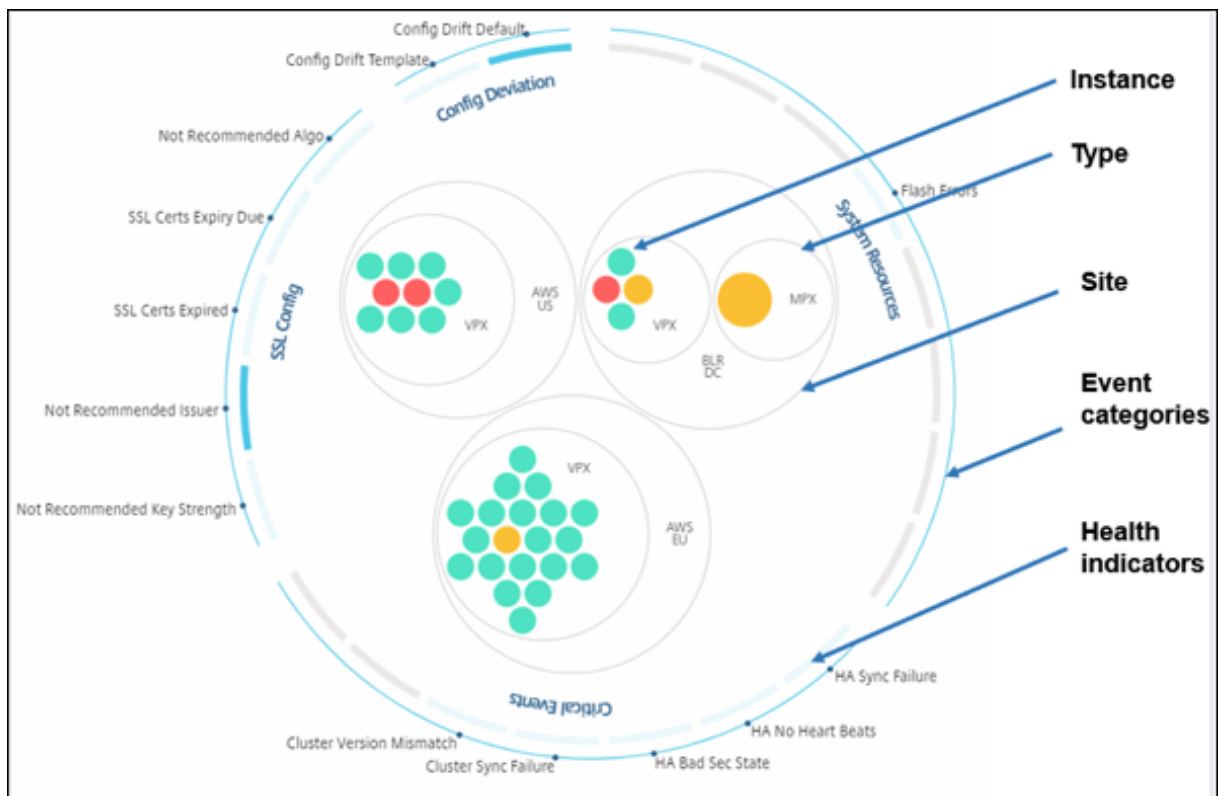 Config Drift Default
Config Drift Template
Config Deviation
Not Recommended Algo
SSL Certs Expiry Due
SSL Certs Expired
SSL Config
Not Recommended Issuer
Not Recommended Key Strength
AWS
US
VPX
VPX
MPX
BLR
DC
Flash Errors
System Resources
VPX
AWS
EU
Critical Events
Cluster Version Mismatch
Cluster Sync Failure
HA Bad Sec State
HA No Heart Beats
HA Sync Failure
Instance
Type
Site
Event
categories
Health
indicators